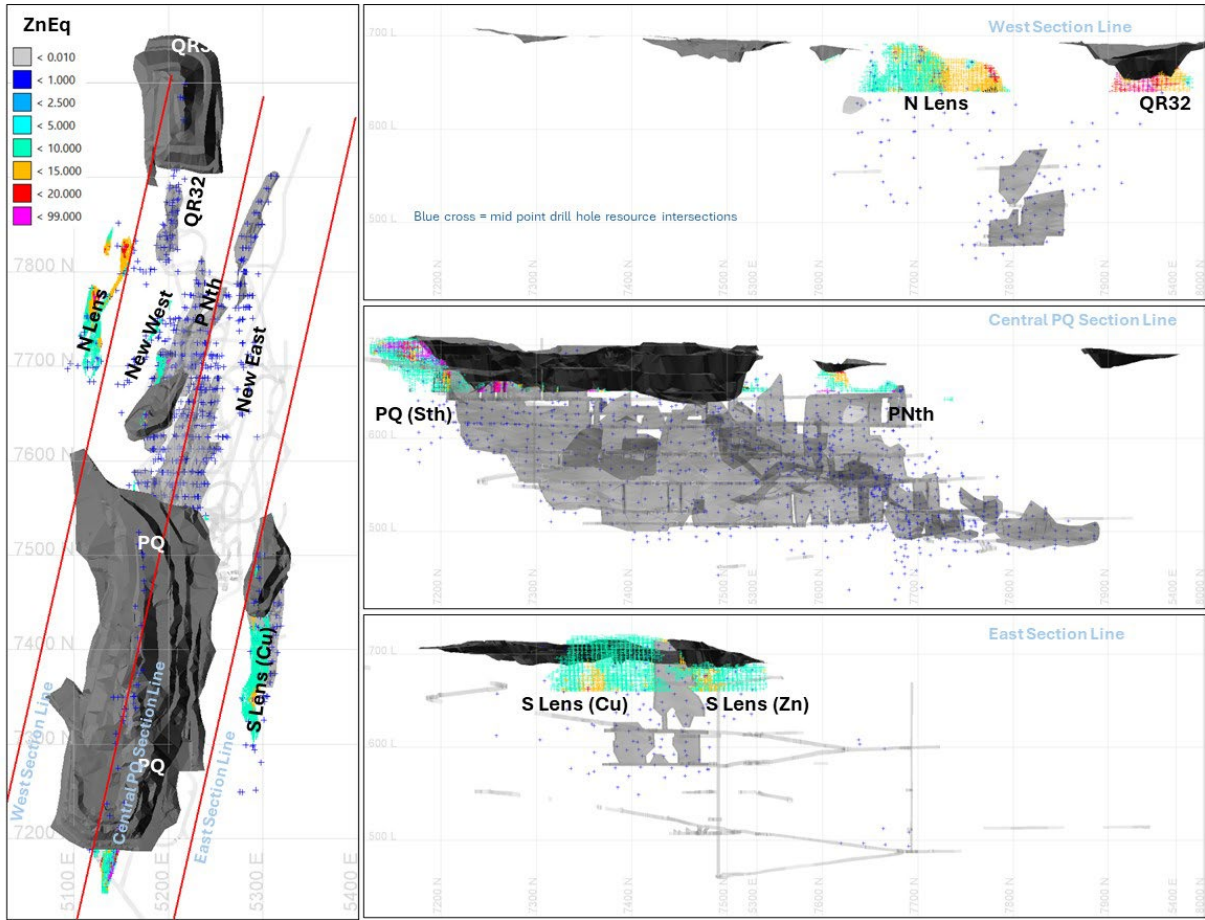 ZnEq
< 0.010
< 1.000
< 2.500
< 5.000
< 10.000
< 15.000
< 20.000
< 99.000
QR32
7800 N
N Lens
New West
P Nth
New East
7700 N
7600 N
PQ
7500 N
7400 N
S Lens (Cu)
7300 N
PQ
West Section Line
Central PQ Section Line
East Section Line
7200 N
5100 E
5200 E
5300 E
5400 E
West Section Line
700 L
N Lens
QR32
600 L
500 L
Blue cross = mid point drill hole resource intersections
7200 N
7300 N
7400 N
7500 N
5300 E
7600 N
7700 N
7800 N
7900 N
5400 E
8000 N
Central PQ Section Line
PQ (Sth)
PNth
600 L
500 L
7200 N
7300 N
7400 N
7500 N
5300 E
7600 N
7700 N
7800 N
7900 N
5400 E
8000 N
East Section Line
700 L
S Lens (Cu)
S Lens (Zn)
600 L
500 L
7200 N
7300 N
7400 N
7500 N
5300 E
7600 N
7700 N
7800 N
7900 N
5400 E
8000 N